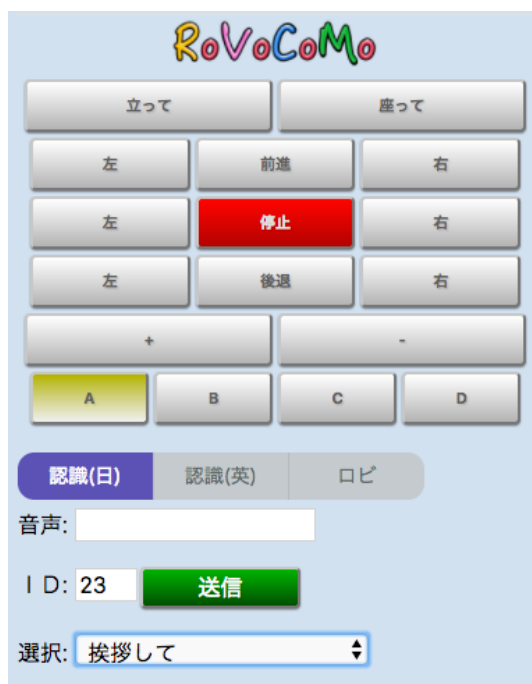 RoVoCoMo
立って 座って
左 前進 右
左 停止 右
左 後退 右
+ -
A B C D
認識(日) 認識(英) ロビ
音声:
ＩＤ: 23 送信
選択: 挨拶して